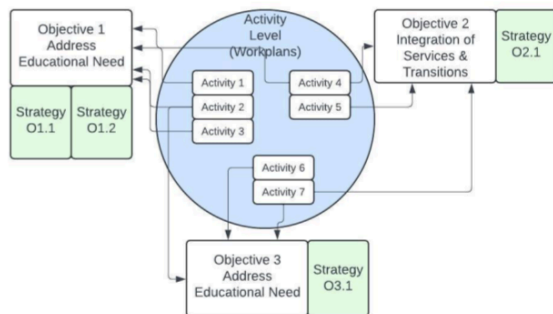 Activity
Level
(Workplans)
Objective 1
Address
Educational Need
Strategy
O1.1
Strategy
O1.2
Activity 1
Activity 2
Activity 3
Activity 4
Activity 5
Activity 6
Activity 7
Objective 2
Integration of
Services &
Transitions
Strategy
O2.1
Objective 3
Address
Educational Need
Strategy
O3.1